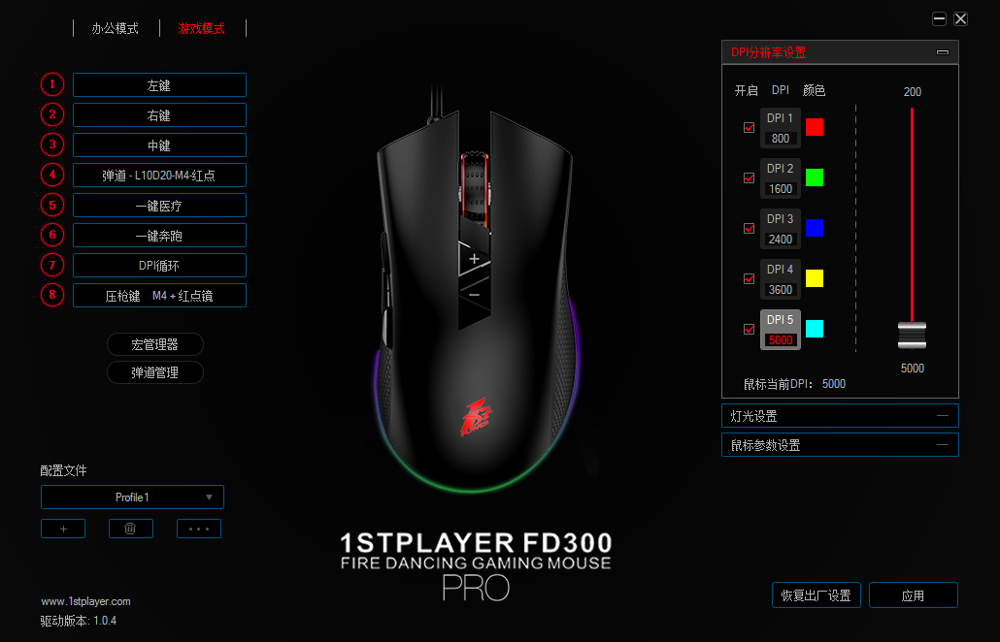 办公模式
游戏模式
1 左键
2 右键
3 中键
4 弹道 - L10D20-M4-红点
5 一键医疗
6 一键奔跑
7 DPI循环
8 压枪键 M4 + 红点镜
宏管理器
弹道管理
配置文件
Profile1
+
...
www.1stplayer.com
驱动版本: 1.0.4
+
−
1ST PLAYER
1STPLAYER FD300
FIRE DANCING GAMING MOUSE
PRO
DPI分辨率设置
开启 DPI 颜色
DPI 1
800
DPI 2
1600
DPI 3
2400
DPI 4
3600
DPI 5
5000
200
5000
鼠标当前DPI: 5000
灯光设置
鼠标参数设置
恢复出厂设置
应用